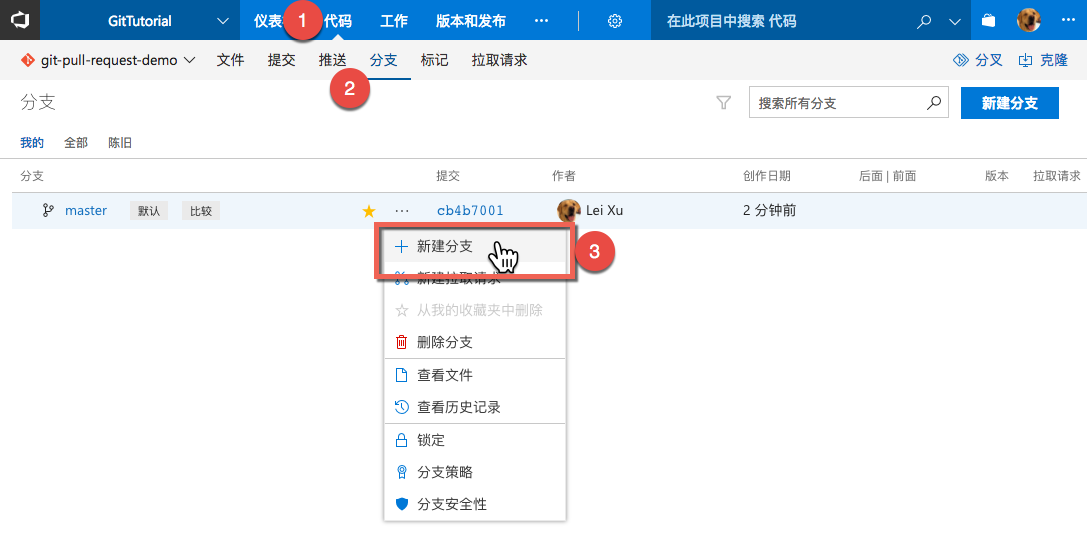 GitTutorial 仪表 1 代码 工作 版本和发布 ··· 在此项目中搜索 代码 ···
git-pull-request-demo 文件 提交 推送 分支 标记 拉取请求 分叉 克隆
2
分支 搜索所有分支 新建分支
我的 全部 陈旧
分支 提交 作者 创作日期 后面 | 前面 版本 拉取请求
master 默认 比较 ··· cb4b7001 Lei Xu 2 分钟前
新建分支 3
新建拉取请求
从我的收藏夹中删除
删除分支
查看文件
查看历史记录
锁定
分支策略
分支安全性